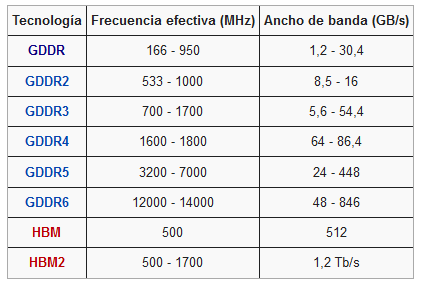 Tecnología Frecuencia efectiva (MHz) Ancho de banda (GB/s)
GDDR 166 - 950 1,2 - 30,4
GDDR2 533 - 1000 8,5 - 16
GDDR3 700 - 1700 5,6 - 54,4
GDDR4 1600 - 1800 64 - 86,4
GDDR5 3200 - 7000 24 - 448
GDDR6 12000 - 14000 48 - 846
HBM 500 512
HBM2 500 - 1700 1,2 Tb/s